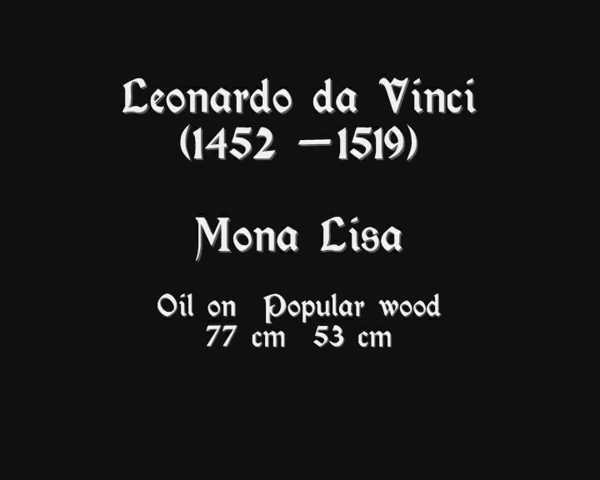 Leonardo da Vinci
(1452 –1519)
Mona Lisa
Oil on Popular wood
77 cm 53 cm